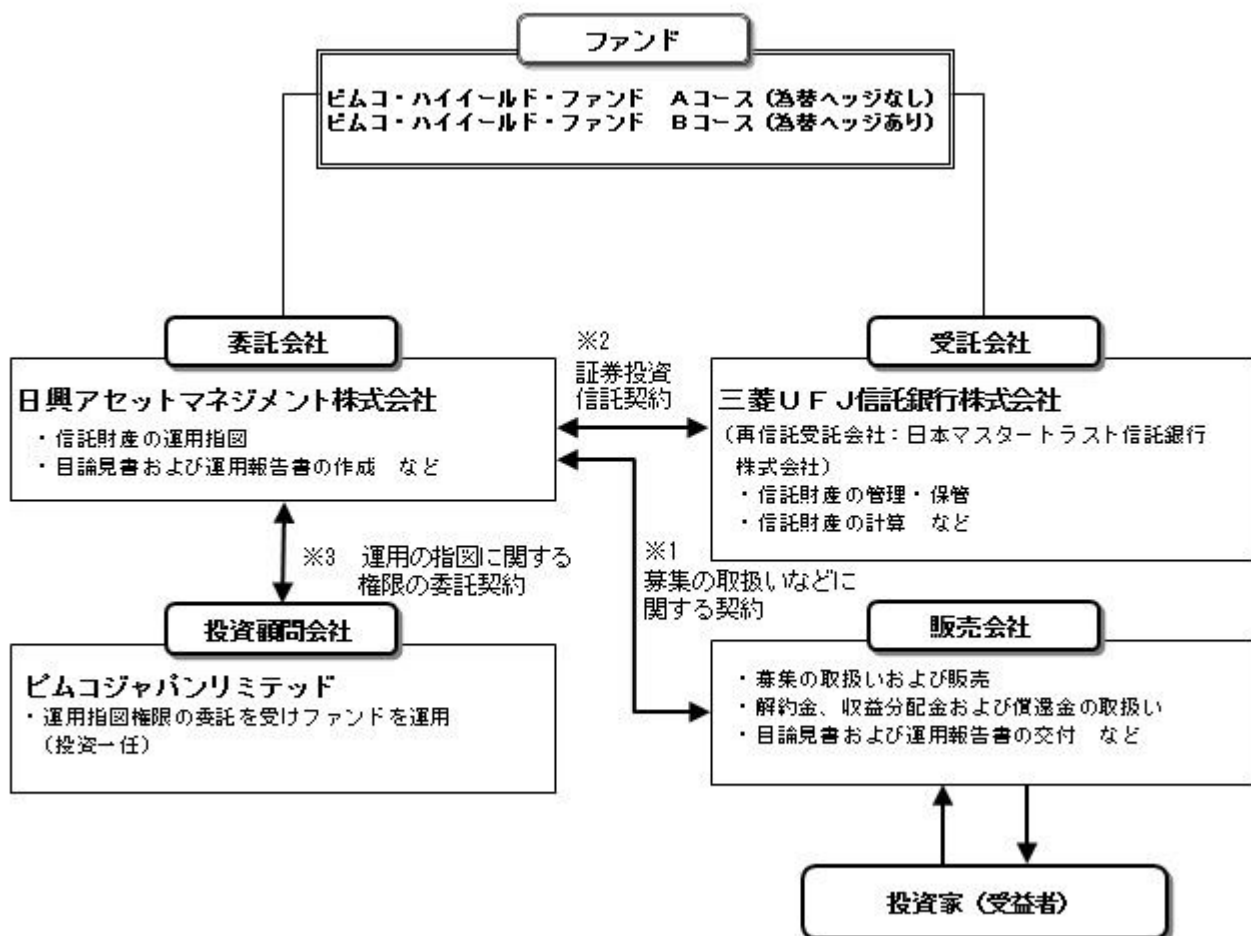 ファンド
ピムコ・ハイイールド・ファンド　Aコース（為替ヘッジなし）
ピムコ・ハイイールド・ファンド　Bコース（為替ヘッジあり）
委託会社
日興アセットマネジメント株式会社
・信託財産の運用指図
・目論見書および運用報告書の作成　など
※2
証券投資
信託契約
受託会社
三菱UFJ信託銀行株式会社
（再信託受託会社：日本マスタートラスト信託銀行
株式会社）
・信託財産の管理・保管
・信託財産の計算　など
※3　運用の指図に関する
権限の委託契約
※1
募集の取扱いなどに
関する契約
投資顧問会社
ピムコジャパンリミテッド
・運用指図権限の委託を受けファンドを運用
（投資一任）
販売会社
・募集の取扱いおよび販売
・解約金、収益分配金および償還金の取扱い
・目論見書および運用報告書の交付　など
投資家（受益者）